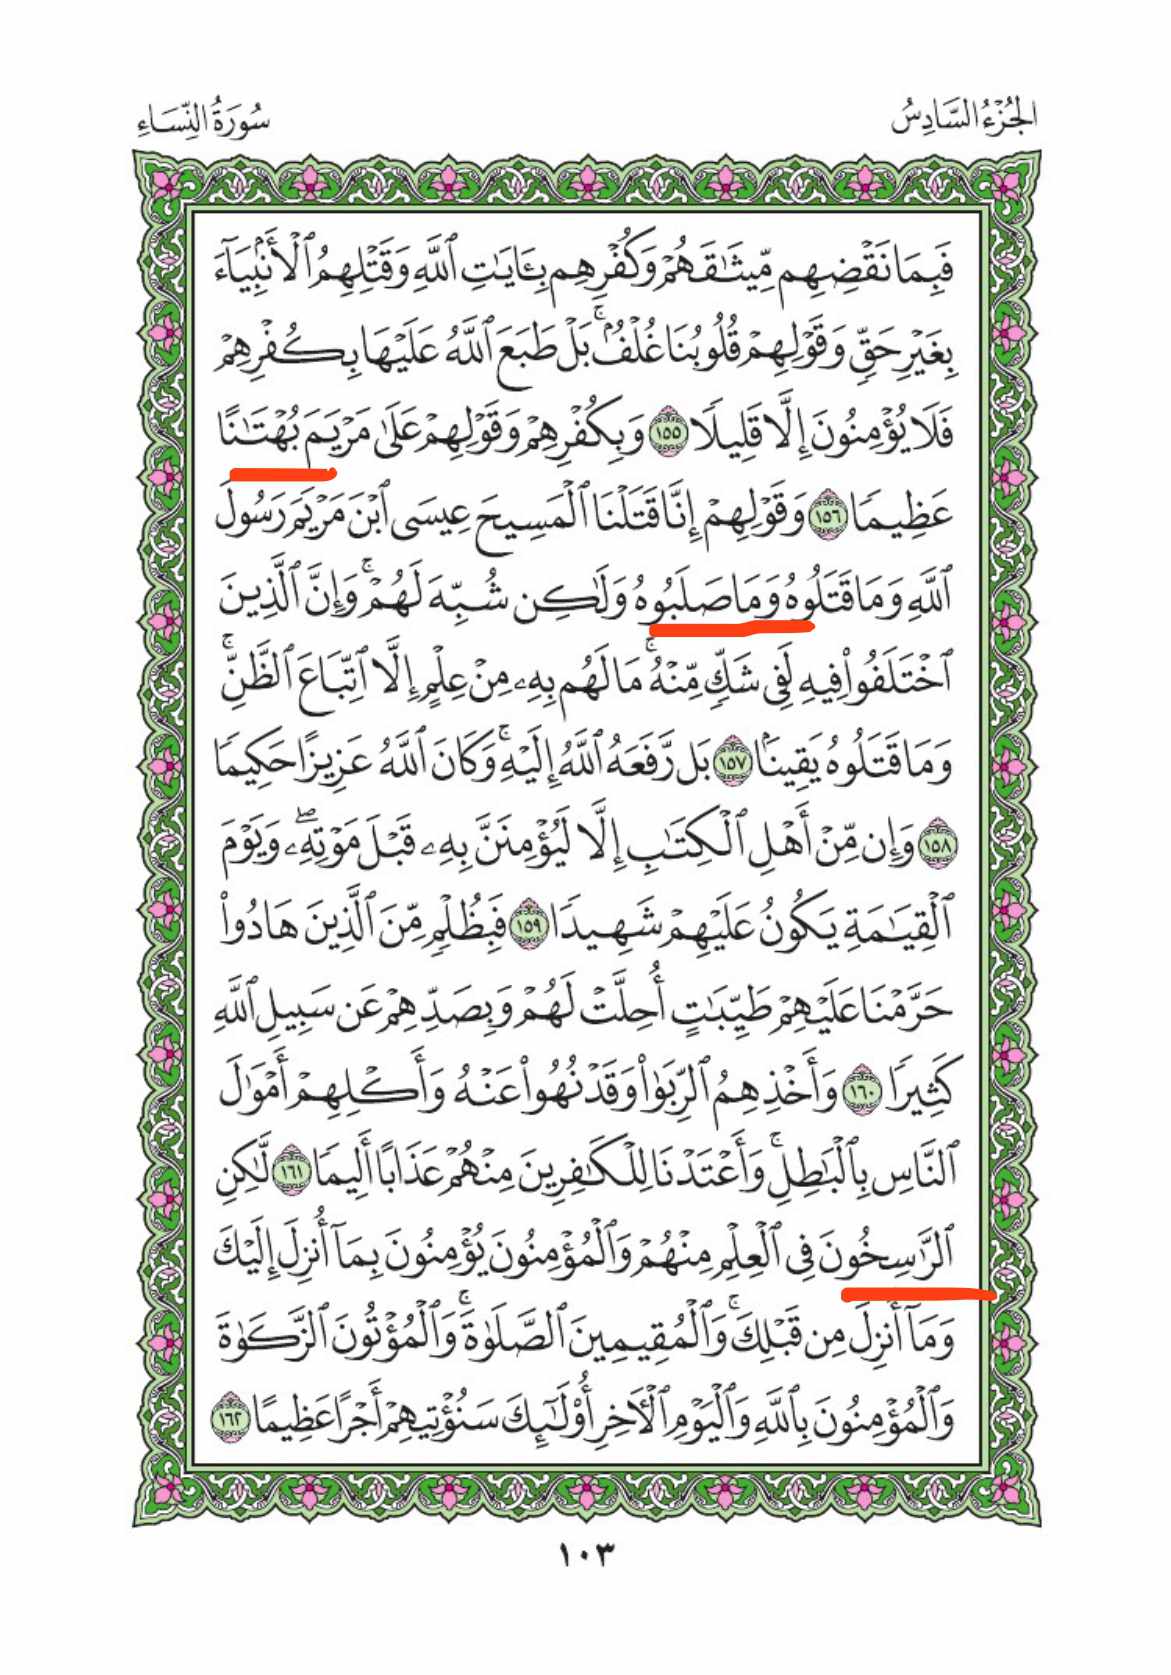 الجُزْءُ السَّادِسُ
سُورَةُ النِّسَاءِ
فَبِمَا نَقْضِهِم مِّيثَٰقَهُمْ وَكُفْرِهِم بِـَٔايَٰتِ ٱللَّهِ وَقَتْلِهِمُ ٱلْأَنۢبِيَآءَ
بِغَيْرِ حَقٍّ وَقَوْلِهِمْ قُلُوبُنَا غُلْفٌۢ ۚ بَلْ طَبَعَ ٱللَّهُ عَلَيْهَا بِكُفْرِهِمْ
فَلَا يُؤْمِنُونَ إِلَّا قَلِيلًا ١٥٥ وَبِكُفْرِهِمْ وَقَوْلِهِمْ عَلَىٰ مَرْيَمَ بُهْتَٰنًا
عَظِيمًا ١٥٦ وَقَوْلِهِمْ إِنَّا قَتَلْنَا ٱلْمَسِيحَ عِيسَى ٱبْنَ مَرْيَمَ رَسُولَ
ٱللَّهِ وَمَا قَتَلُوهُ وَمَا صَلَبُوهُ وَلَٰكِن شُبِّهَ لَهُمْ ۚ وَإِنَّ ٱلَّذِينَ
ٱخْتَلَفُوا۟ فِيهِ لَفِى شَكٍّ مِّنْهُ ۚ مَا لَهُم بِهِۦ مِنْ عِلْمٍ إِلَّا ٱتِّبَاعَ ٱلظَّنِّ ۚ
وَمَا قَتَلُوهُ يَقِينًۢا ١٥٧ بَل رَّفَعَهُ ٱللَّهُ إِلَيْهِ ۚ وَكَانَ ٱللَّهُ عَزِيزًا حَكِيمًا
١٥٨ وَإِن مِّنْ أَهْلِ ٱلْكِتَٰبِ إِلَّا لَيُؤْمِنَنَّ بِهِۦ قَبْلَ مَوْتِهِۦ ۖ وَيَوْمَ
ٱلْقِيَٰمَةِ يَكُونُ عَلَيْهِمْ شَهِيدًا ١٥٩ فَبِظُلْمٍ مِّنَ ٱلَّذِينَ هَادُوا۟
حَرَّمْنَا عَلَيْهِمْ طَيِّبَٰتٍ أُحِلَّتْ لَهُمْ وَبِصَدِّهِمْ عَن سَبِيلِ ٱللَّهِ
كَثِيرًا ١٦٠ وَأَخْذِهِمُ ٱلرِّبَوٰا۟ وَقَدْ نُهُوا۟ عَنْهُ وَأَكْلِهِمْ أَمْوَٰلَ
ٱلنَّاسِ بِٱلْبَٰطِلِ ۚ وَأَعْتَدْنَا لِلْكَٰفِرِينَ مِنْهُمْ عَذَابًا أَلِيمًا ١٦١ لَّٰكِنِ
ٱلرَّٰسِخُونَ فِى ٱلْعِلْمِ مِنْهُمْ وَٱلْمُؤْمِنُونَ يُؤْمِنُونَ بِمَآ أُنزِلَ إِلَيْكَ
وَمَآ أُنزِلَ مِن قَبْلِكَ ۚ وَٱلْمُقِيمِينَ ٱلصَّلَوٰةَ ۚ وَٱلْمُؤْتُونَ ٱلزَّكَوٰةَ
وَٱلْمُؤْمِنُونَ بِٱللَّهِ وَٱلْيَوْمِ ٱلْءَاخِرِ أُو۟لَٰٓئِكَ سَنُؤْتِيهِمْ أَجْرًا عَظِيمًا ١٦٢
١٠٣